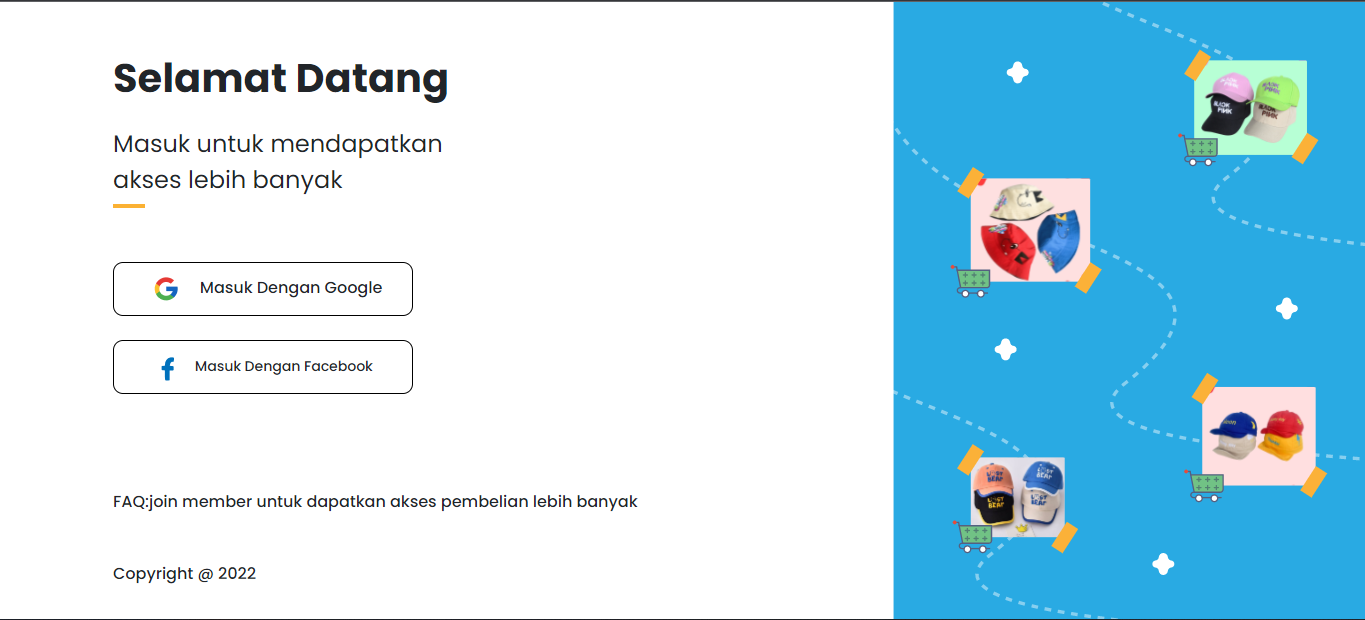 Selamat Datang
Masuk untuk mendapatkan
akses lebih banyak
Masuk Dengan Google
Masuk Dengan Facebook
FAQ:join member untuk dapatkan akses pembelian lebih banyak
Copyright @ 2022